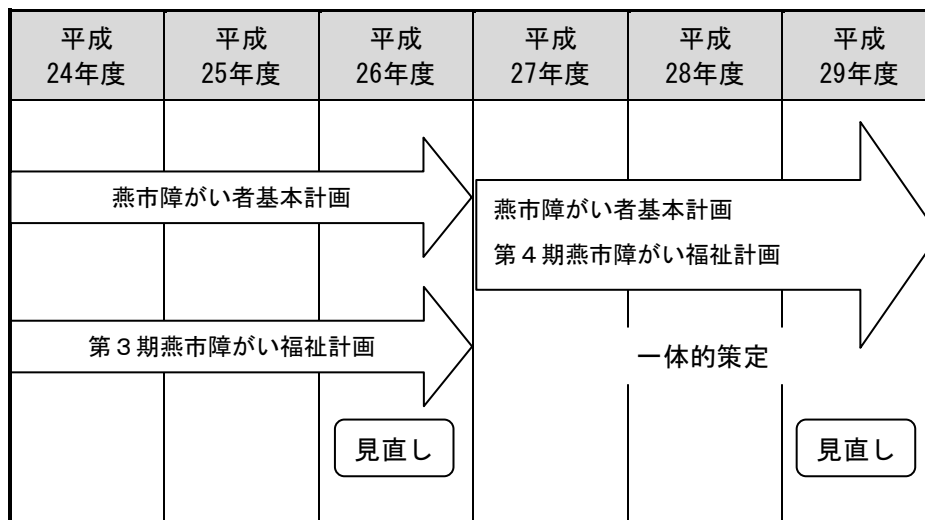 平成
24年度
平成
25年度
平成
26年度
平成
27年度
平成
28年度
平成
29年度
燕市障がい者基本計画
燕市障がい者基本計画
第４期燕市障がい福祉計画
第３期燕市障がい福祉計画
一体的策定
見直し
見直し